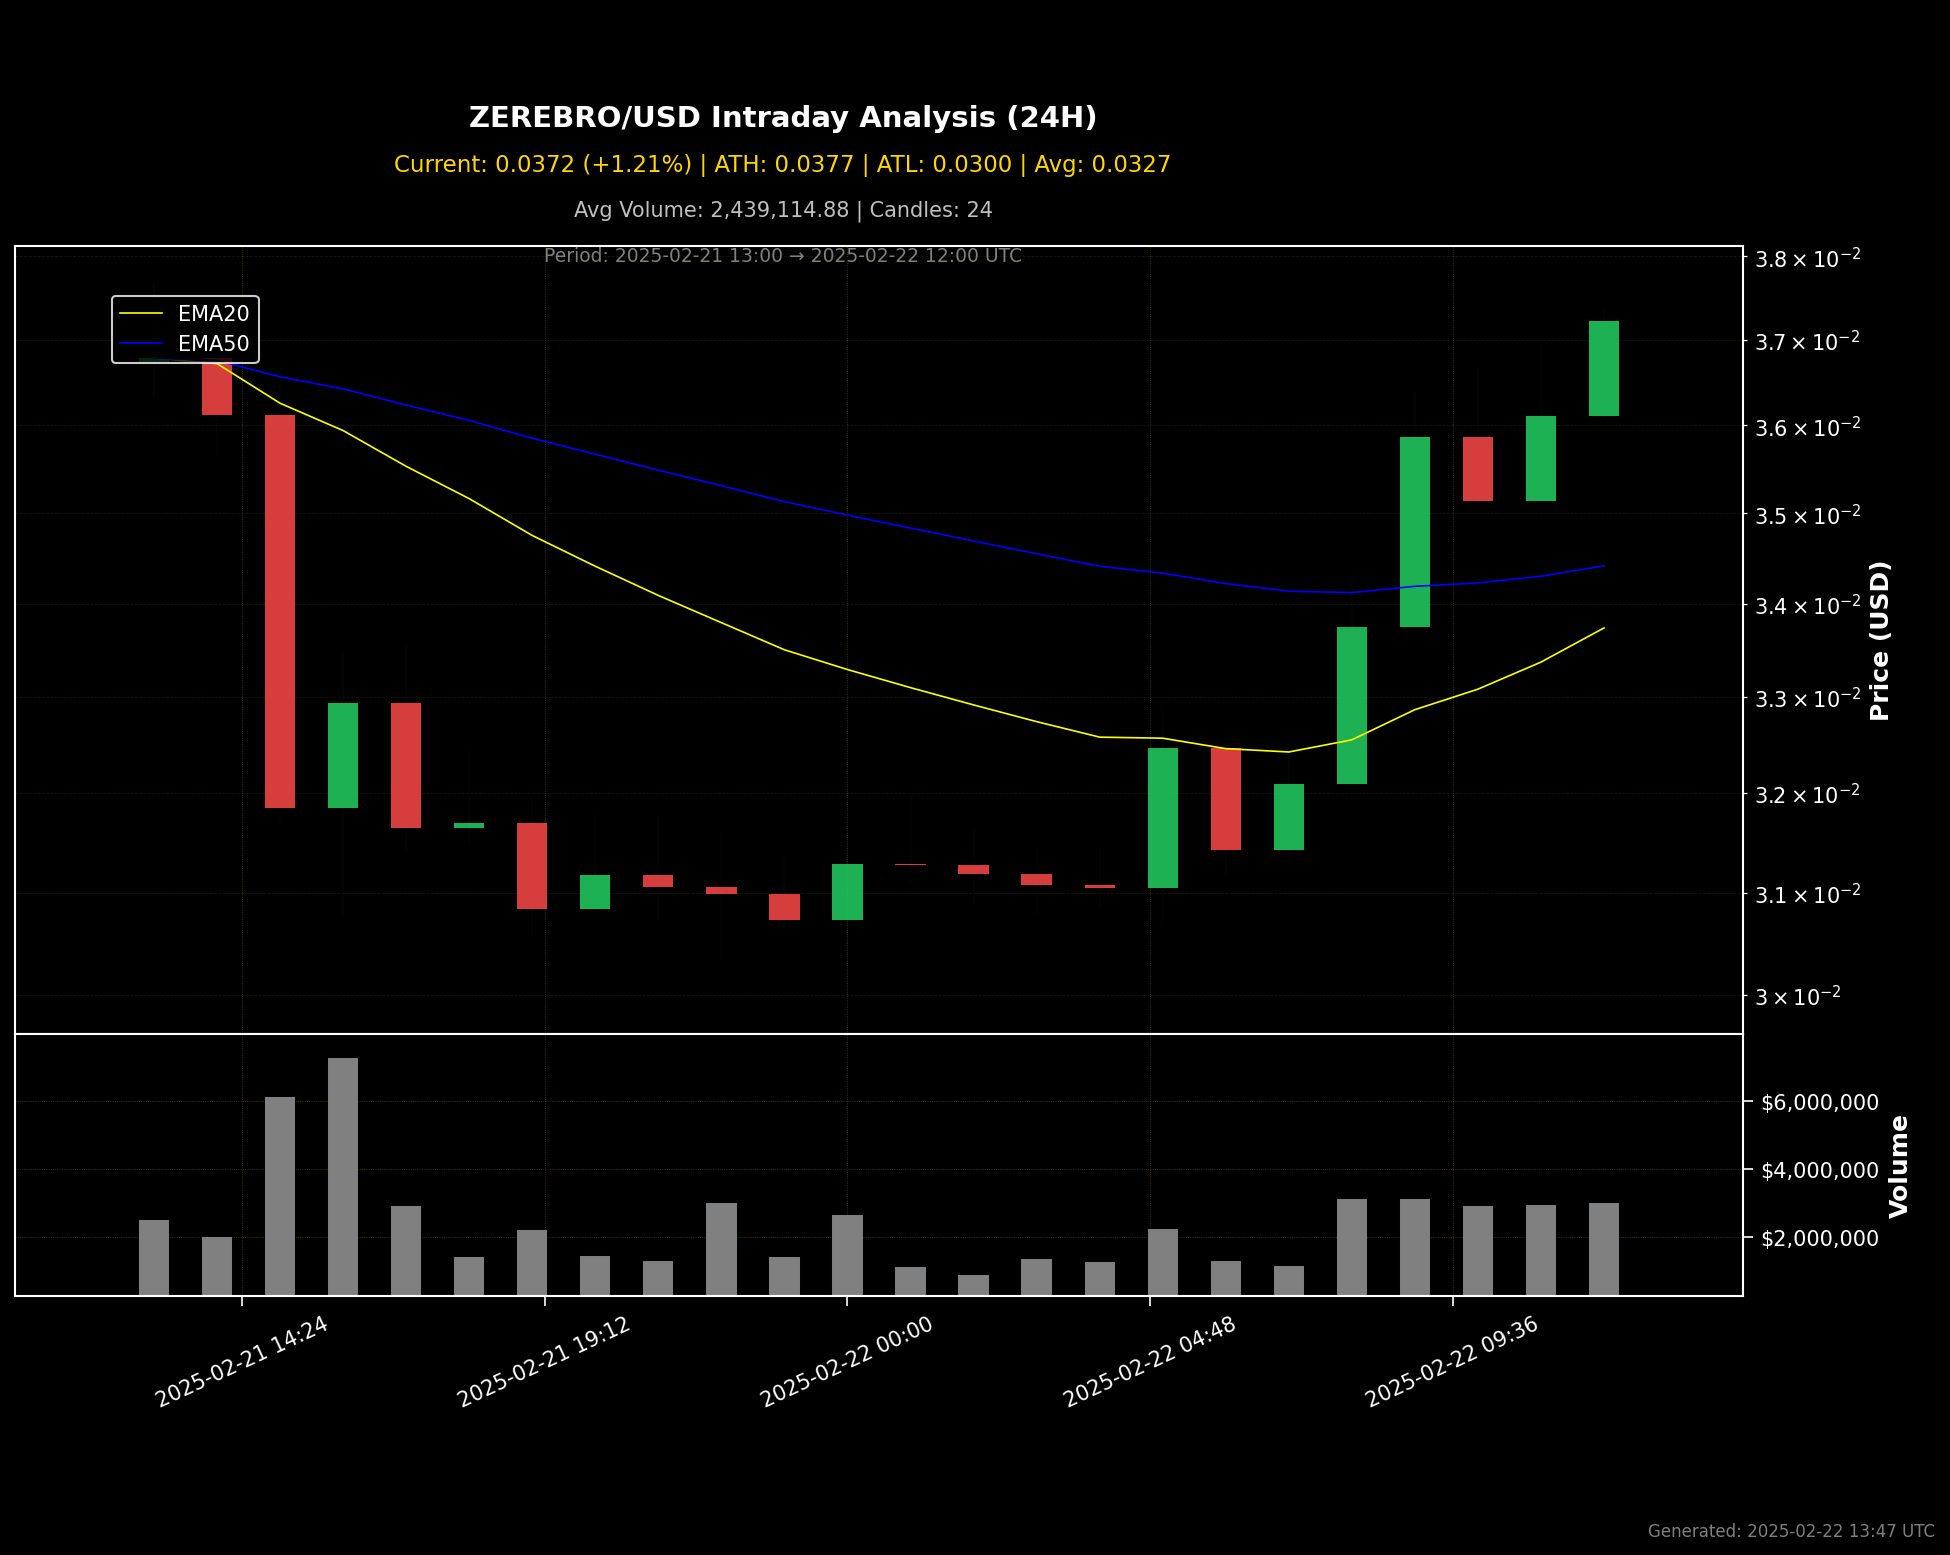 ZEREBRO/USD Intraday Analysis (24H)
Current: 0.0372 (+1.21%) | ATH: 0.0377 | ATL: 0.0300 | Avg: 0.0327
Avg Volume: 2,439,114.88 | Candles: 24
Period: 2025-02-21 13:00 → 2025-02-22 12:00 UTC
EMA20
EMA50
3.8 × 10⁻²
3.7 × 10⁻²
3.6 × 10⁻²
3.5 × 10⁻²
3.4 × 10⁻²
3.3 × 10⁻²
3.2 × 10⁻²
3.1 × 10⁻²
3 × 10⁻²
Price (USD)
$6,000,000
$4,000,000
$2,000,000
Volume
2025-02-21 14:24
2025-02-21 19:12
2025-02-22 00:00
2025-02-22 04:48
2025-02-22 09:36
Generated: 2025-02-22 13:47 UTC